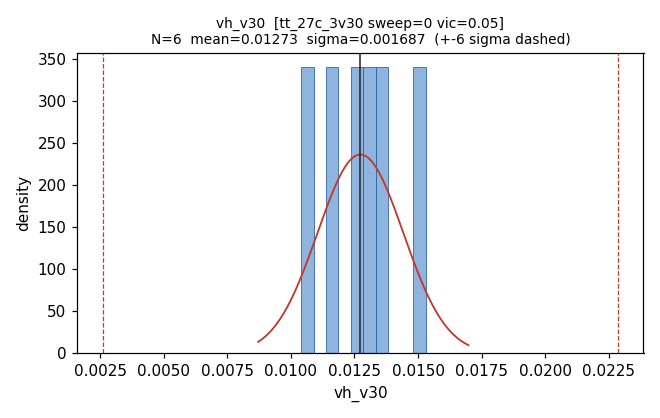 vh_v30  [tt_27c_3v30 sweep=0 vic=0.05]
N=6  mean=0.01273  sigma=0.001687  (+-6 sigma dashed)
350
300
250
200
150
100
50
0
density
0.0025 0.0050 0.0075 0.0100 0.0125 0.0150 0.0175 0.0200 0.0225
vh_v30